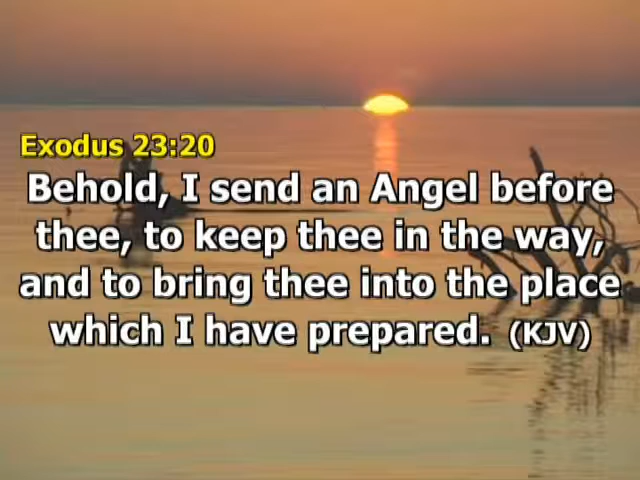 Exodus 23:20
Behold, I send an Angel before
thee, to keep thee in the way,
and to bring thee into the place
which I have prepared. (KJV)